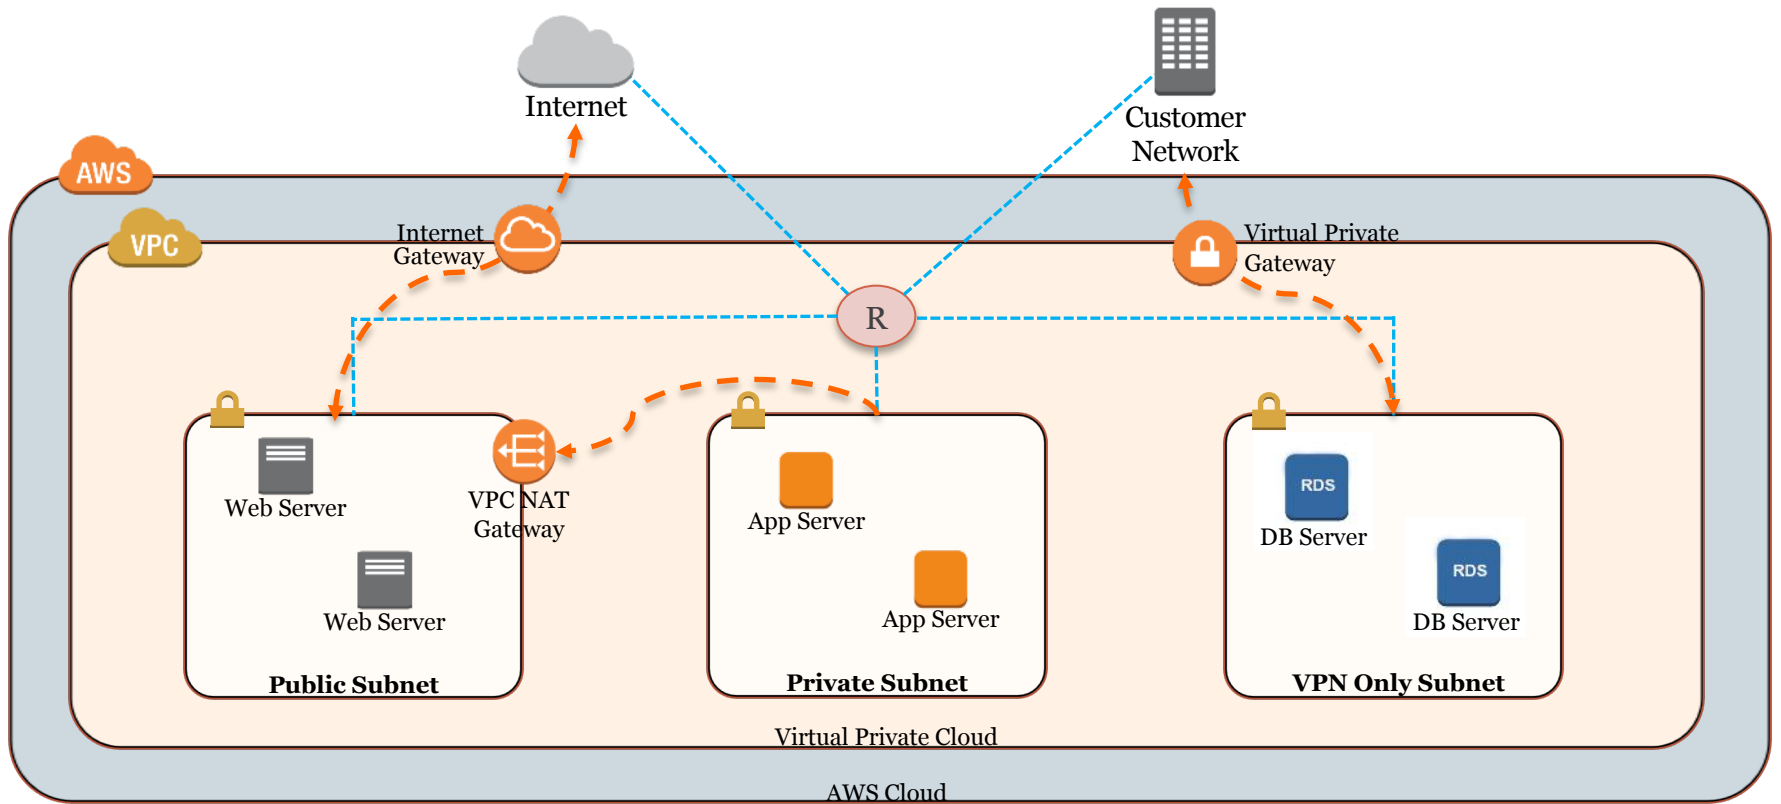 Internet
Customer
Network
AWS
VPC
Internet
Gateway
Virtual Private
Gateway
R
Web Server
VPC NAT
Gateway
Web Server
Public Subnet
App Server
App Server
Private Subnet
RDS
DB Server
RDS
DB Server
VPN Only Subnet
Virtual Private Cloud
AWS Cloud